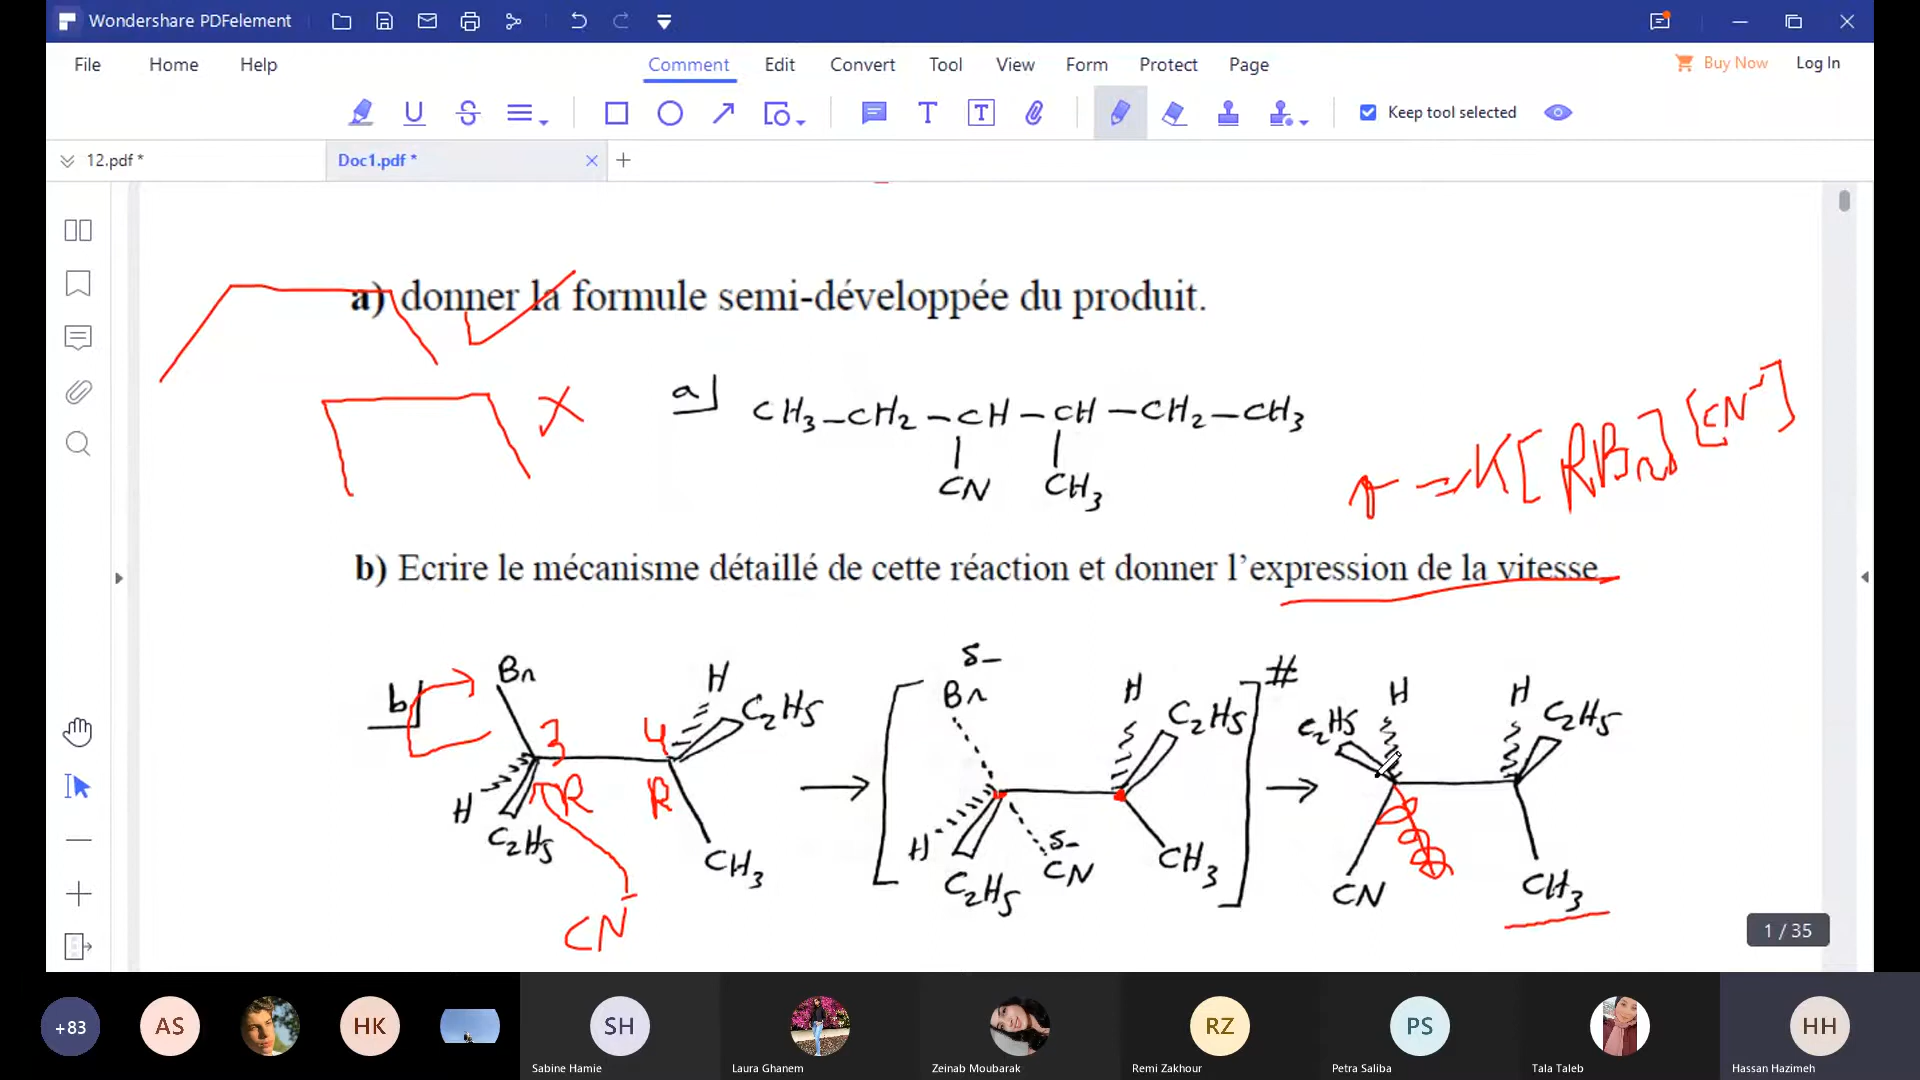 Wondershare PDFelement
File Home Help Comment Edit Convert Tool View Form Protect Page Buy Now Log In
Keep tool selected
12.pdf * Doc1.pdf *
a) donner la formule semi-développée du produit.
a] CH3-CH2-CH-CH-CH2-CH3
CN CH3
r = K[RBr][CN-]
b) Ecrire le mécanisme détaillé de cette réaction et donner l'expression de la vitesse
b] Br H C2H5 3 4 R R H C2H5 CH3 CN
δ- Br H C2H5 H C2H5 δ- CN CH3 #
C2H5 H H C2H5 CN CH3
1 / 35
+83 AS HK SH RZ PS HH
Sabine Hamie Laura Ghanem Zeinab Moubarak Remi Zakhour Petra Saliba Tala Taleb Hassan Hazimeh